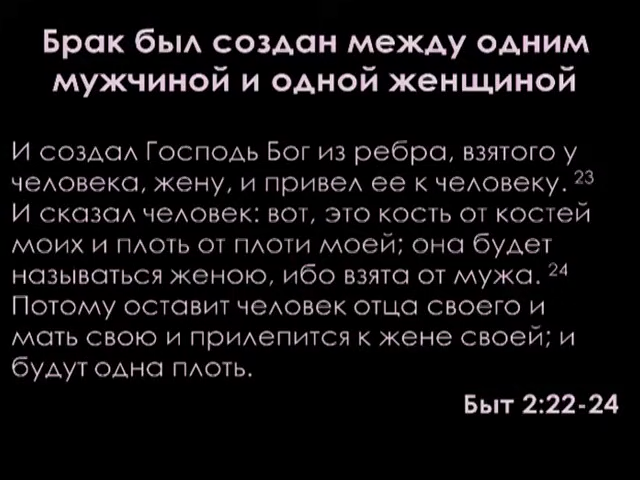 Брак был создан между одним
мужчиной и одной женщиной
И создал Господь Бог из ребра, взятого у
человека, жену, и привел ее к человеку. 23
И сказал человек: вот, это кость от костей
моих и плоть от плоти моей; она будет
называться женою, ибо взята от мужа. 24
Потому оставит человек отца своего и
мать свою и прилепится к жене своей; и
будут одна плоть.
Быт 2:22-24